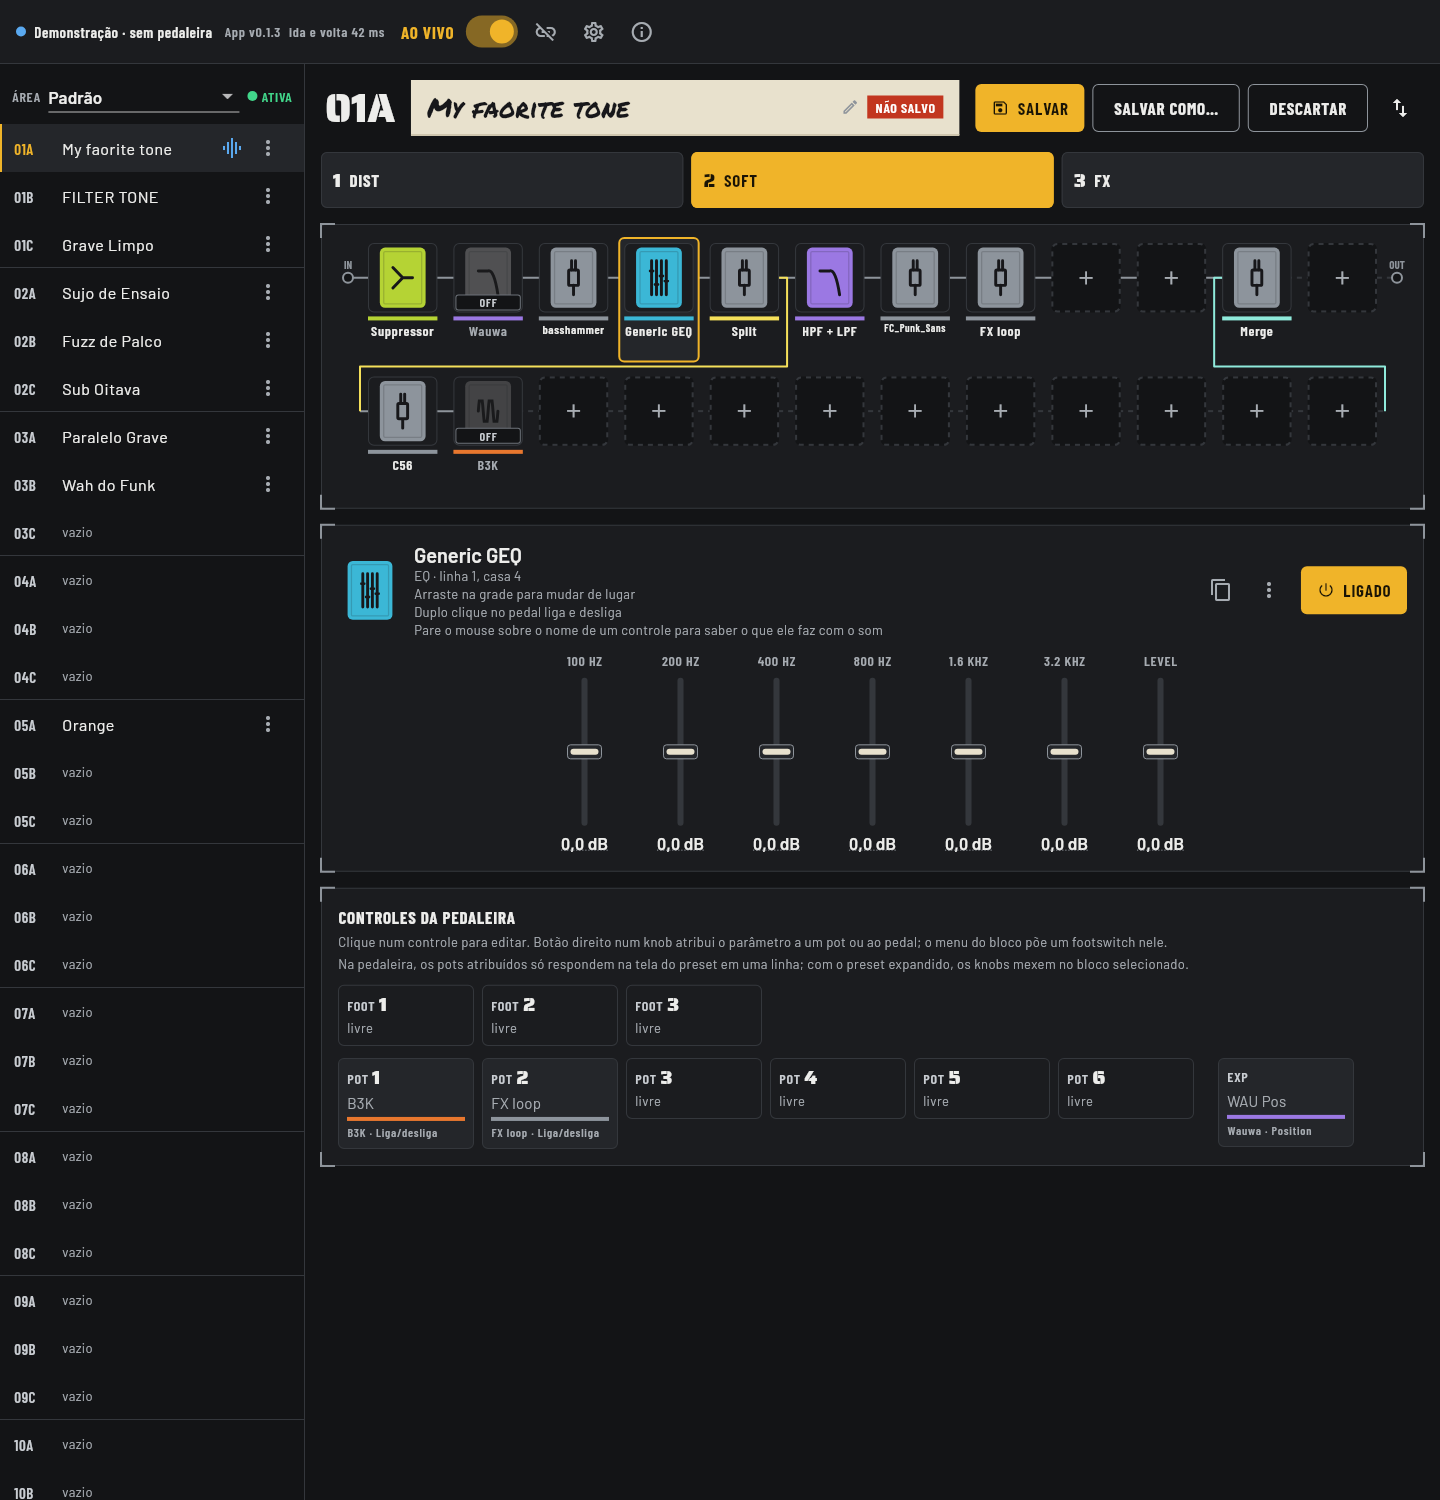 Demonstração · sem pedaleira App v0.1.3 Ida e volta 42 ms AO VIVO
ÁREA Padrão ATIVA
01A My faorite tone
01B FILTER TONE
01C Grave Limpo
02A Sujo de Ensaio
02B Fuzz de Palco
02C Sub Oitava
03A Paralelo Grave
03B Wah do Funk
03C vazio
04A vazio
04B vazio
04C vazio
05A Orange
05B vazio
05C vazio
06A vazio
06B vazio
06C vazio
07A vazio
07B vazio
07C vazio
08A vazio
08B vazio
08C vazio
09A vazio
09B vazio
09C vazio
10A vazio
10B vazio
01A My faorite tone NÃO SALVO SALVAR SALVAR COMO... DESCARTAR
1 DIST 2 SOFT 3 FX
IN OUT
OFF
Suppressor Wauwa basshammer Generic GEQ Split HPF + LPF FC_Punk_Sans FX loop Merge
OFF
C56 B3K
Generic GEQ
EQ · linha 1, casa 4
Arraste na grade para mudar de lugar
Duplo clique no pedal liga e desliga
Pare o mouse sobre o nome de um controle para saber o que ele faz com o som
LIGADO
100 HZ 200 HZ 400 HZ 800 HZ 1.6 KHZ 3.2 KHZ LEVEL
0,0 dB 0,0 dB 0,0 dB 0,0 dB 0,0 dB 0,0 dB 0,0 dB
CONTROLES DA PEDALEIRA
Clique num controle para editar. Botão direito num knob atribui o parâmetro a um pot ou ao pedal; o menu do bloco põe um footswitch nele.
Na pedaleira, os pots atribuídos só respondem na tela do preset em uma linha; com o preset expandido, os knobs mexem no bloco selecionado.
FOOT 1 FOOT 2 FOOT 3
livre livre livre
POT 1 POT 2 POT 3 POT 4 POT 5 POT 6 EXP
B3K FX loop livre livre livre livre WAU Pos
B3K · Liga/desliga FX loop · Liga/desliga Wauwa · Position